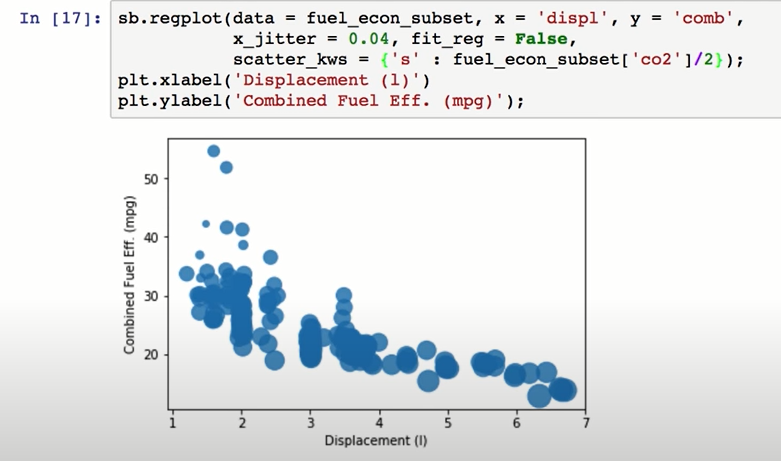 In [17]: sb.regplot(data = fuel_econ_subset, x = 'displ', y = 'comb',
x_jitter = 0.04, fit_reg = False,
scatter_kws = {'s' : fuel_econ_subset['co2']/2});
plt.xlabel('Displacement (l)')
plt.ylabel('Combined Fuel Eff. (mpg)');
Combined Fuel Eff. (mpg)
50
40
30
20
1 2 3 4 5 6 7
Displacement (l)